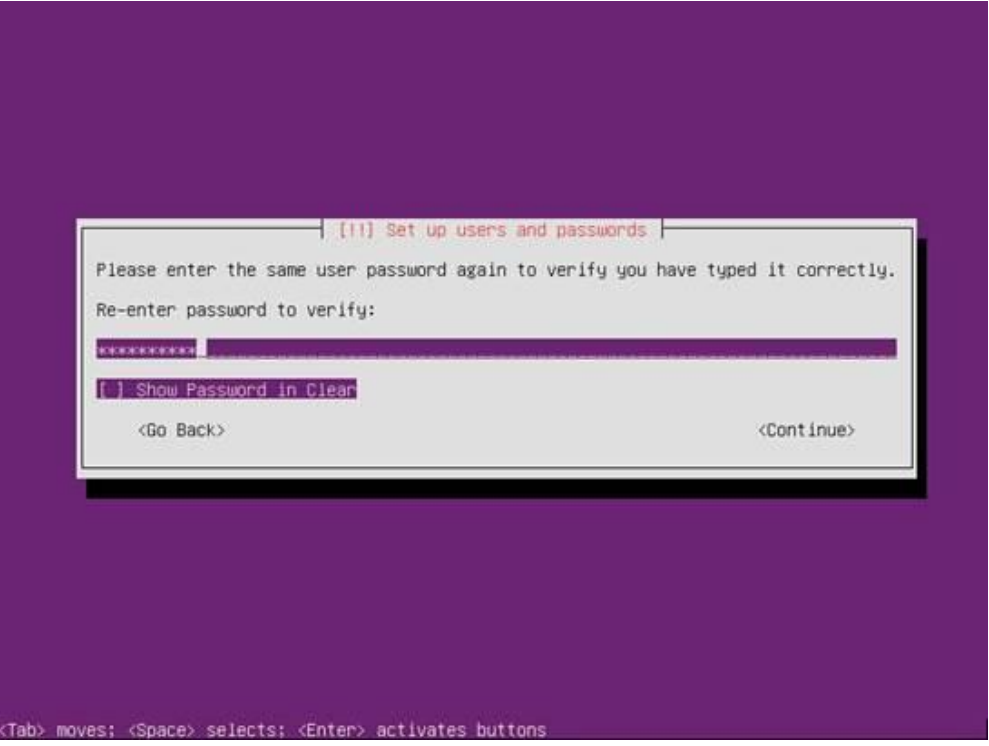 [!!] Set up users and passwords
Please enter the same user password again to verify you have typed it correctly.
Re-enter password to verify:
**********
[ ] Show Password in Clear
<Go Back> <Continue>
<Tab> moves; <Space> selects; <Enter> activates buttons